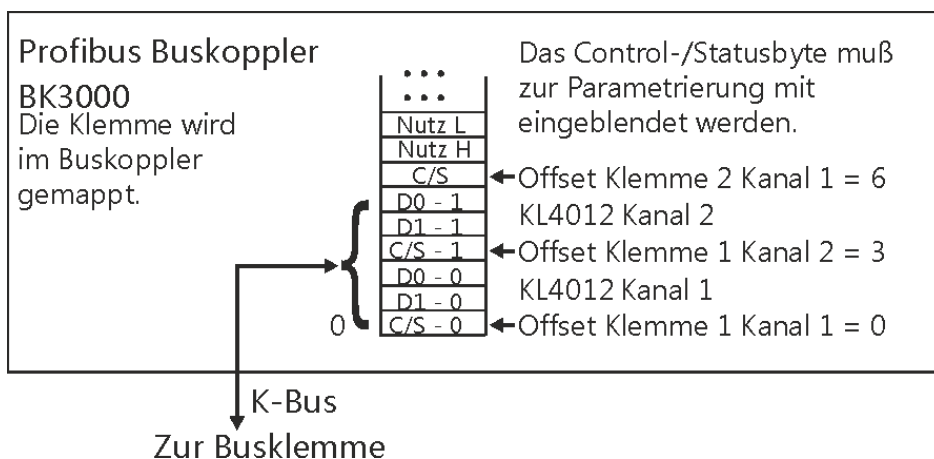 Profibus Buskoppler
BK3000
Die Klemme wird
im Buskoppler
gemappt.
Das Control-/Statusbyte muß
zur Parametrierung mit
eingeblendet werden.
Nutz L
Nutz H
C/S
Offset Klemme 2 Kanal 1 = 6
D0 - 1
KL4012 Kanal 2
D1 - 1
C/S - 1
Offset Klemme 1 Kanal 2 = 3
D0 - 0
KL4012 Kanal 1
D1 - 0
0
C/S - 0
Offset Klemme 1 Kanal 1 = 0
K-Bus
Zur Busklemme